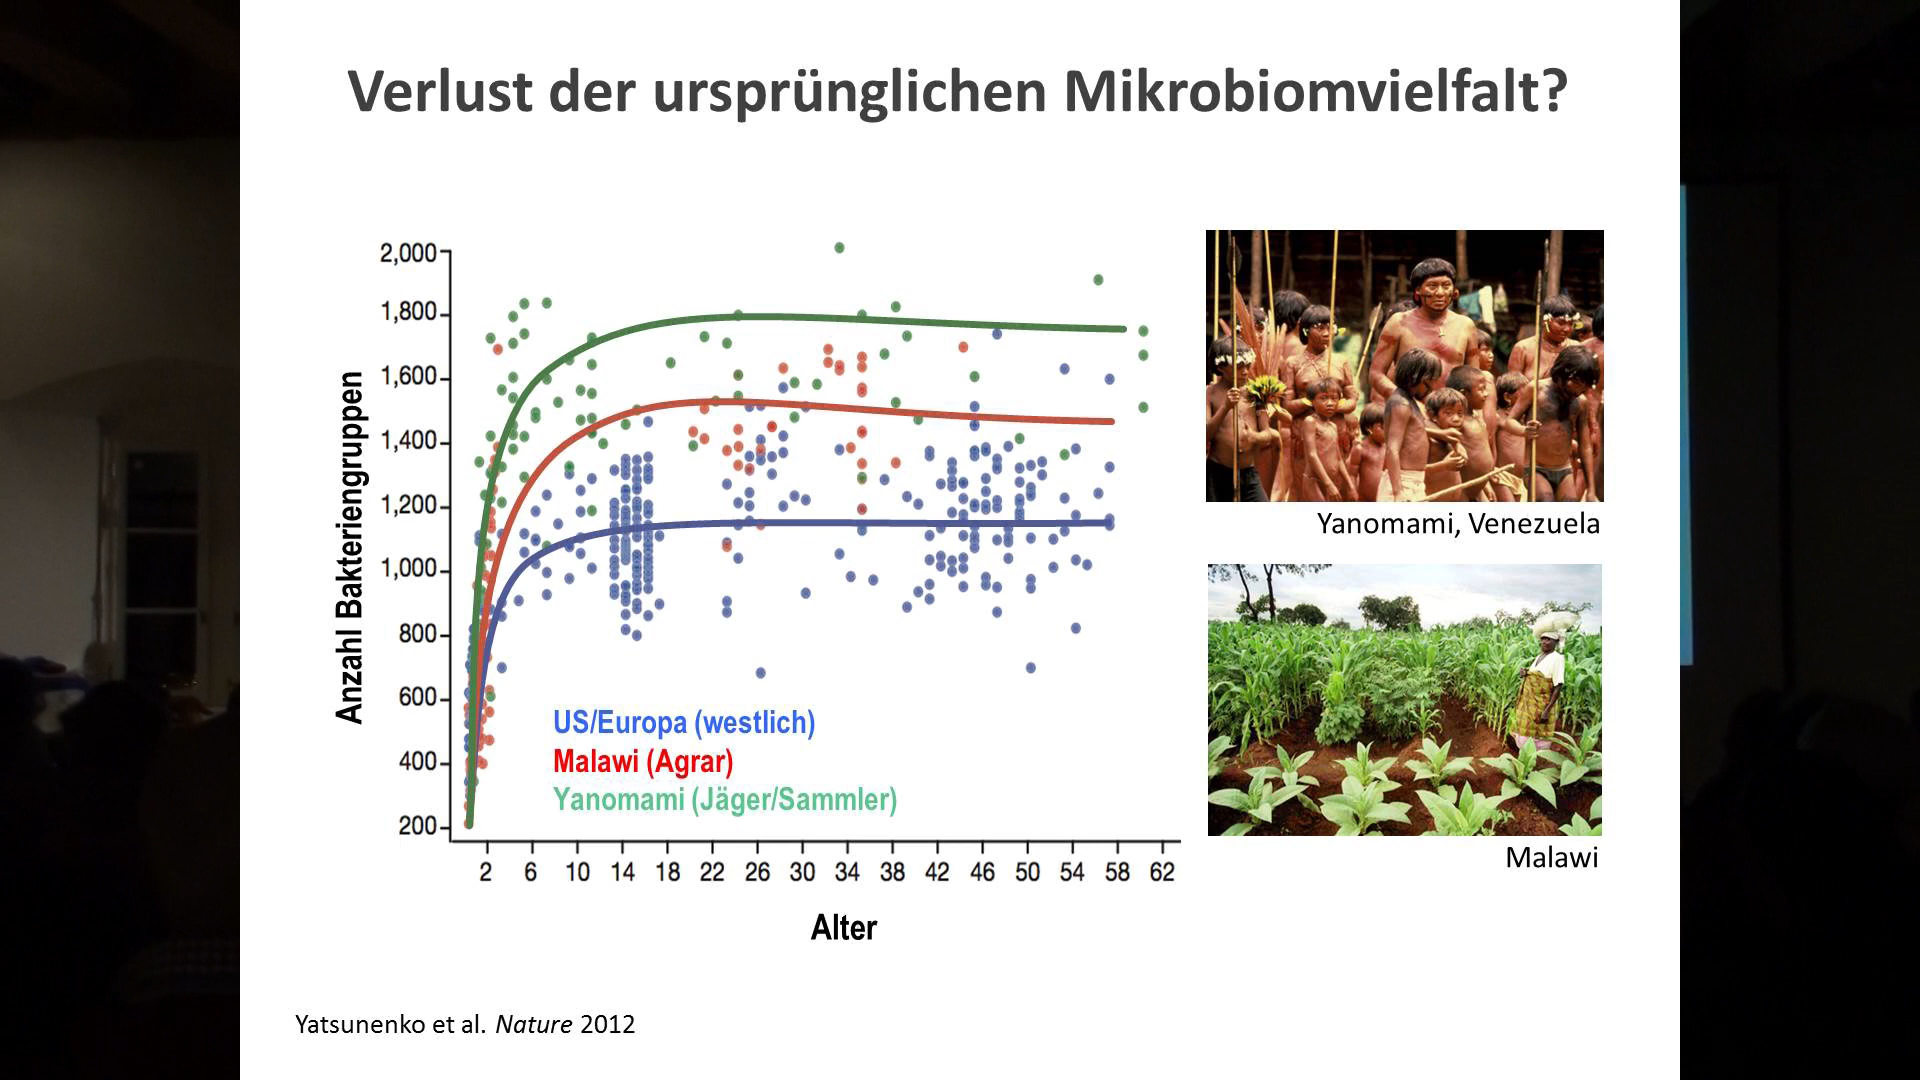 Verlust der ursprünglichen Mikrobiomvielfalt?
Anzahl Bakteriengruppen
2,000
1,800
1,600
1,400
1,200
1,000
800
600
400
200
US/Europa (westlich)
Malawi (Agrar)
Yanomami (Jäger/Sammler)
2 6 10 14 18 22 26 30 34 38 42 46 50 54 58 62
Alter
Yanomami, Venezuela
Malawi
Yatsunenko et al. Nature 2012